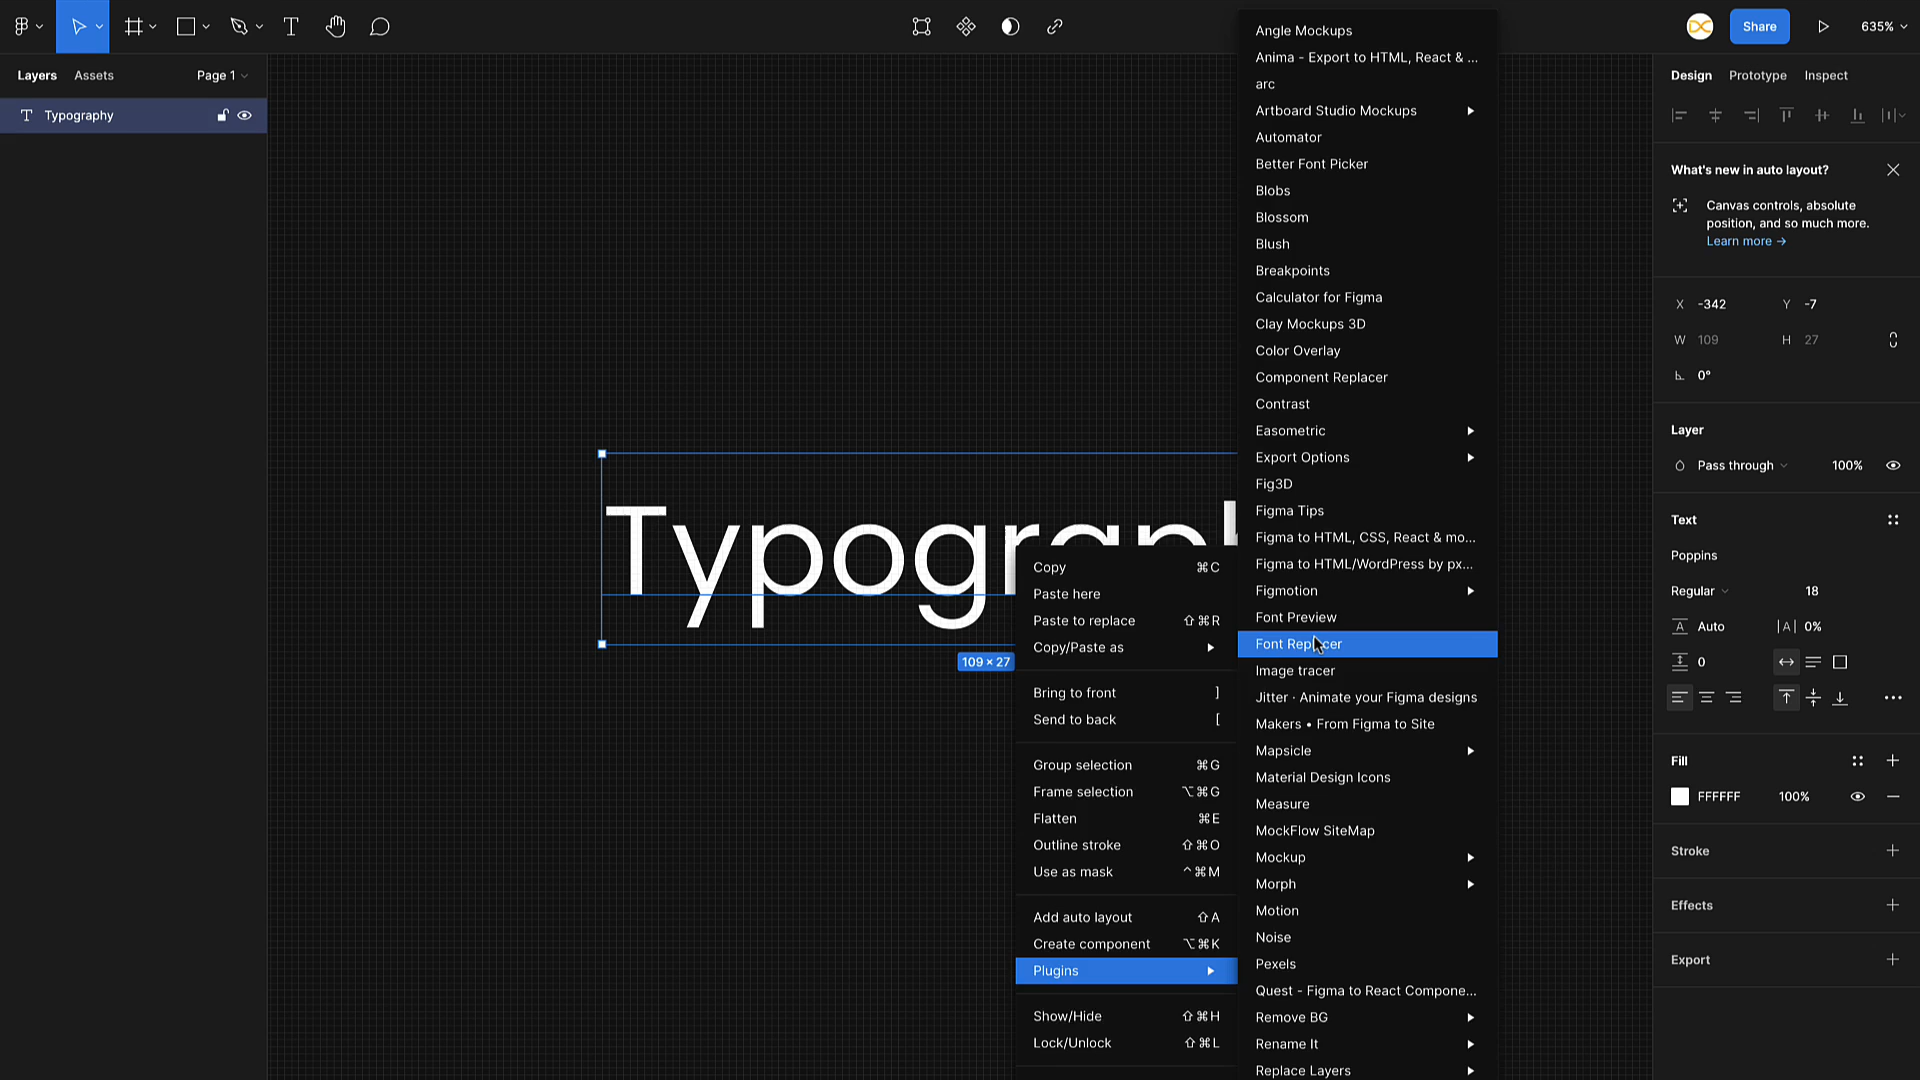 Share
635%
Layers
Assets
Page 1
Typography
Typograph
109 × 27
Copy ⌘C
Paste here
Paste to replace ⇧⌘R
Copy/Paste as
Bring to front ]
Send to back [
Group selection ⌘G
Frame selection ⌥⌘G
Flatten ⌘E
Outline stroke ⇧⌘O
Use as mask ^⌘M
Add auto layout ⇧A
Create component ⌥⌘K
Plugins
Show/Hide ⇧⌘H
Lock/Unlock ⇧⌘L
Angle Mockups
Anima - Export to HTML, React & ...
arc
Artboard Studio Mockups
Automator
Better Font Picker
Blobs
Blossom
Blush
Breakpoints
Calculator for Figma
Clay Mockups 3D
Color Overlay
Component Replacer
Contrast
Easometric
Export Options
Fig3D
Figma Tips
Figma to HTML, CSS, React & mo...
Figma to HTML/WordPress by px...
Figmotion
Font Preview
Font Replacer
Image tracer
Jitter · Animate your Figma designs
Makers • From Figma to Site
Mapsicle
Material Design Icons
Measure
MockFlow SiteMap
Mockup
Morph
Motion
Noise
Pexels
Quest - Figma to React Compone...
Remove BG
Rename It
Replace Layers
Design
Prototype
Inspect
What's new in auto layout?
Canvas controls, absolute
position, and so much more.
Learn more →
X -342 Y -7
W 109 H 27
0°
Layer
Pass through 100%
Text
Poppins
Regular 18
Auto |A| 0%
0
Fill
FFFFFF 100%
Stroke
Effects
Export